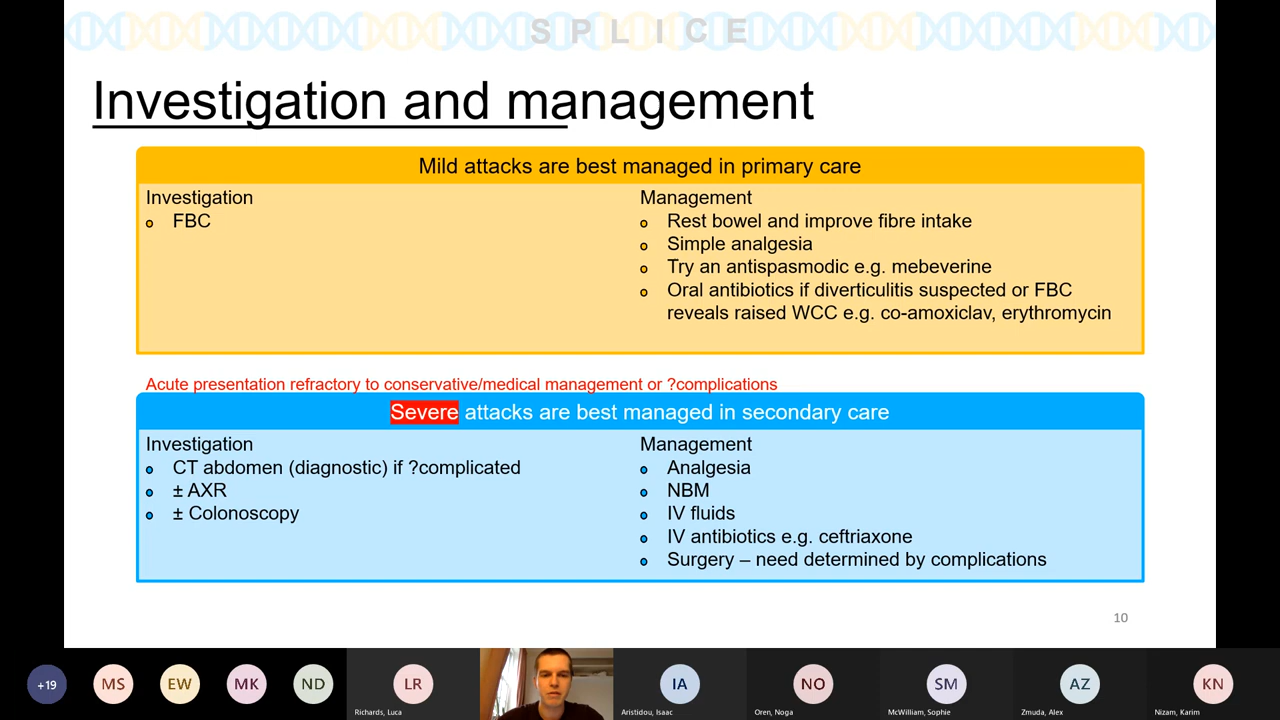 SPLICE
Investigation and management
Mild attacks are best managed in primary care
Investigation
FBC
Management
Rest bowel and improve fibre intake
Simple analgesia
Try an antispasmodic e.g. mebeverine
Oral antibiotics if diverticulitis suspected or FBC
reveals raised WCC e.g. co-amoxiclav, erythromycin
Acute presentation refractory to conservative/medical management or ?complications
Severe attacks are best managed in secondary care
Investigation
CT abdomen (diagnostic) if ?complicated
± AXR
± Colonoscopy
Management
Analgesia
NBM
IV fluids
IV antibiotics e.g. ceftriaxone
Surgery – need determined by complications
10
+19
MS
EW
MK
ND
LR
IA
NO
SM
AZ
KN
Richards, Luca
Aristidou, Isaac
Oren, Noga
McWilliam, Sophie
Zmuda, Alex
Nizam, Karim